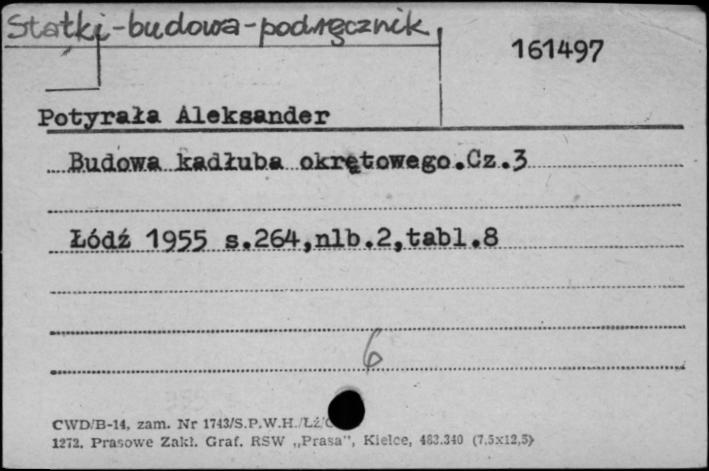 Statki-budowa-podręcznik
161497
Potyrała Aleksander
Budowa kadłuba okrętowego.Cz.3
Łódź 1955 s.264,nlb.2,tabl.8
6
CWD/B-14, zam. Nr 1743/S.P.W.H./Łź/
1272. Prasowe Zakł. Graf. RSW „Prasa”, Kielce, 483.340 (7,5x12,5)